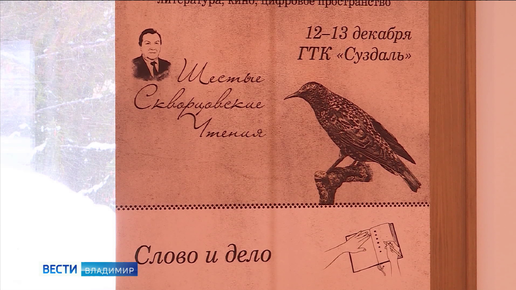 литература, кино, цифровое пространство
12–13 декабря
ГТК «Суздаль»
Шестые
Скворцовские
Чтения
Слово и дело
ВЕСТИ ВЛАДИМИР